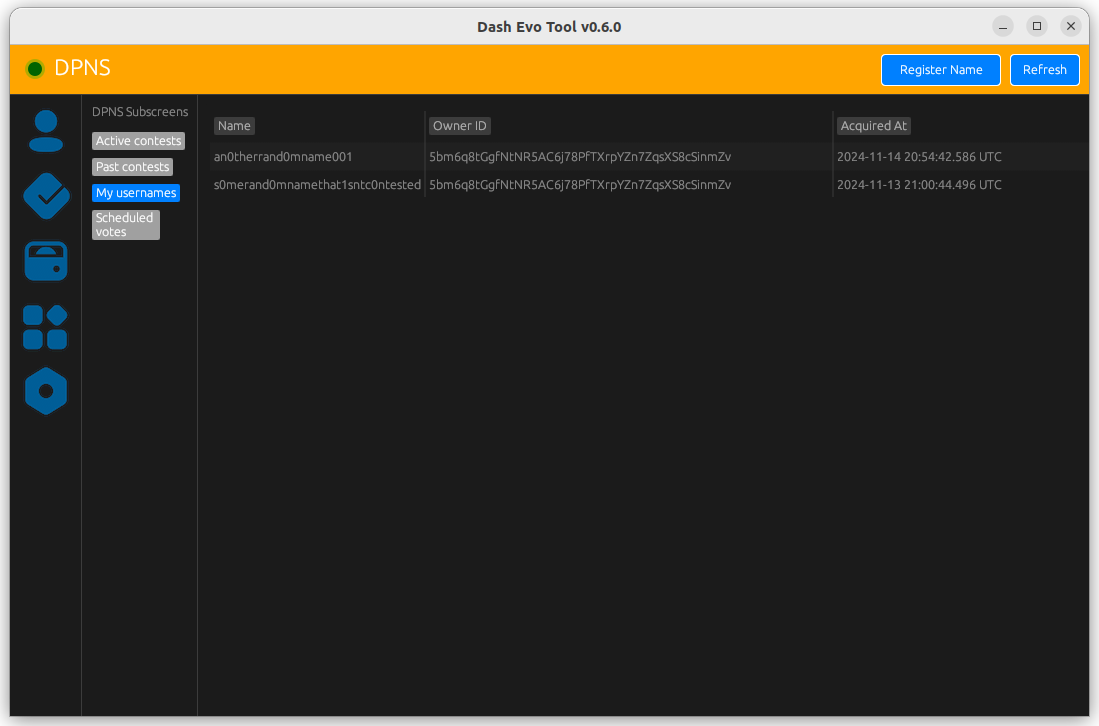 Dash Evo Tool v0.6.0
DPNS
Register Name
Refresh
DPNS Subscreens
Active contests
Past contests
My usernames
Scheduled
votes
Name Owner ID Acquired At
an0therrand0mname001 5bm6q8tGgfNtNR5AC6j78PfTXrpYZn7ZqsXS8cSinmZv 2024-11-14 20:54:42.586 UTC
s0merand0mnamethat1sntc0ntested 5bm6q8tGgfNtNR5AC6j78PfTXrpYZn7ZqsXS8cSinmZv 2024-11-13 21:00:44.496 UTC